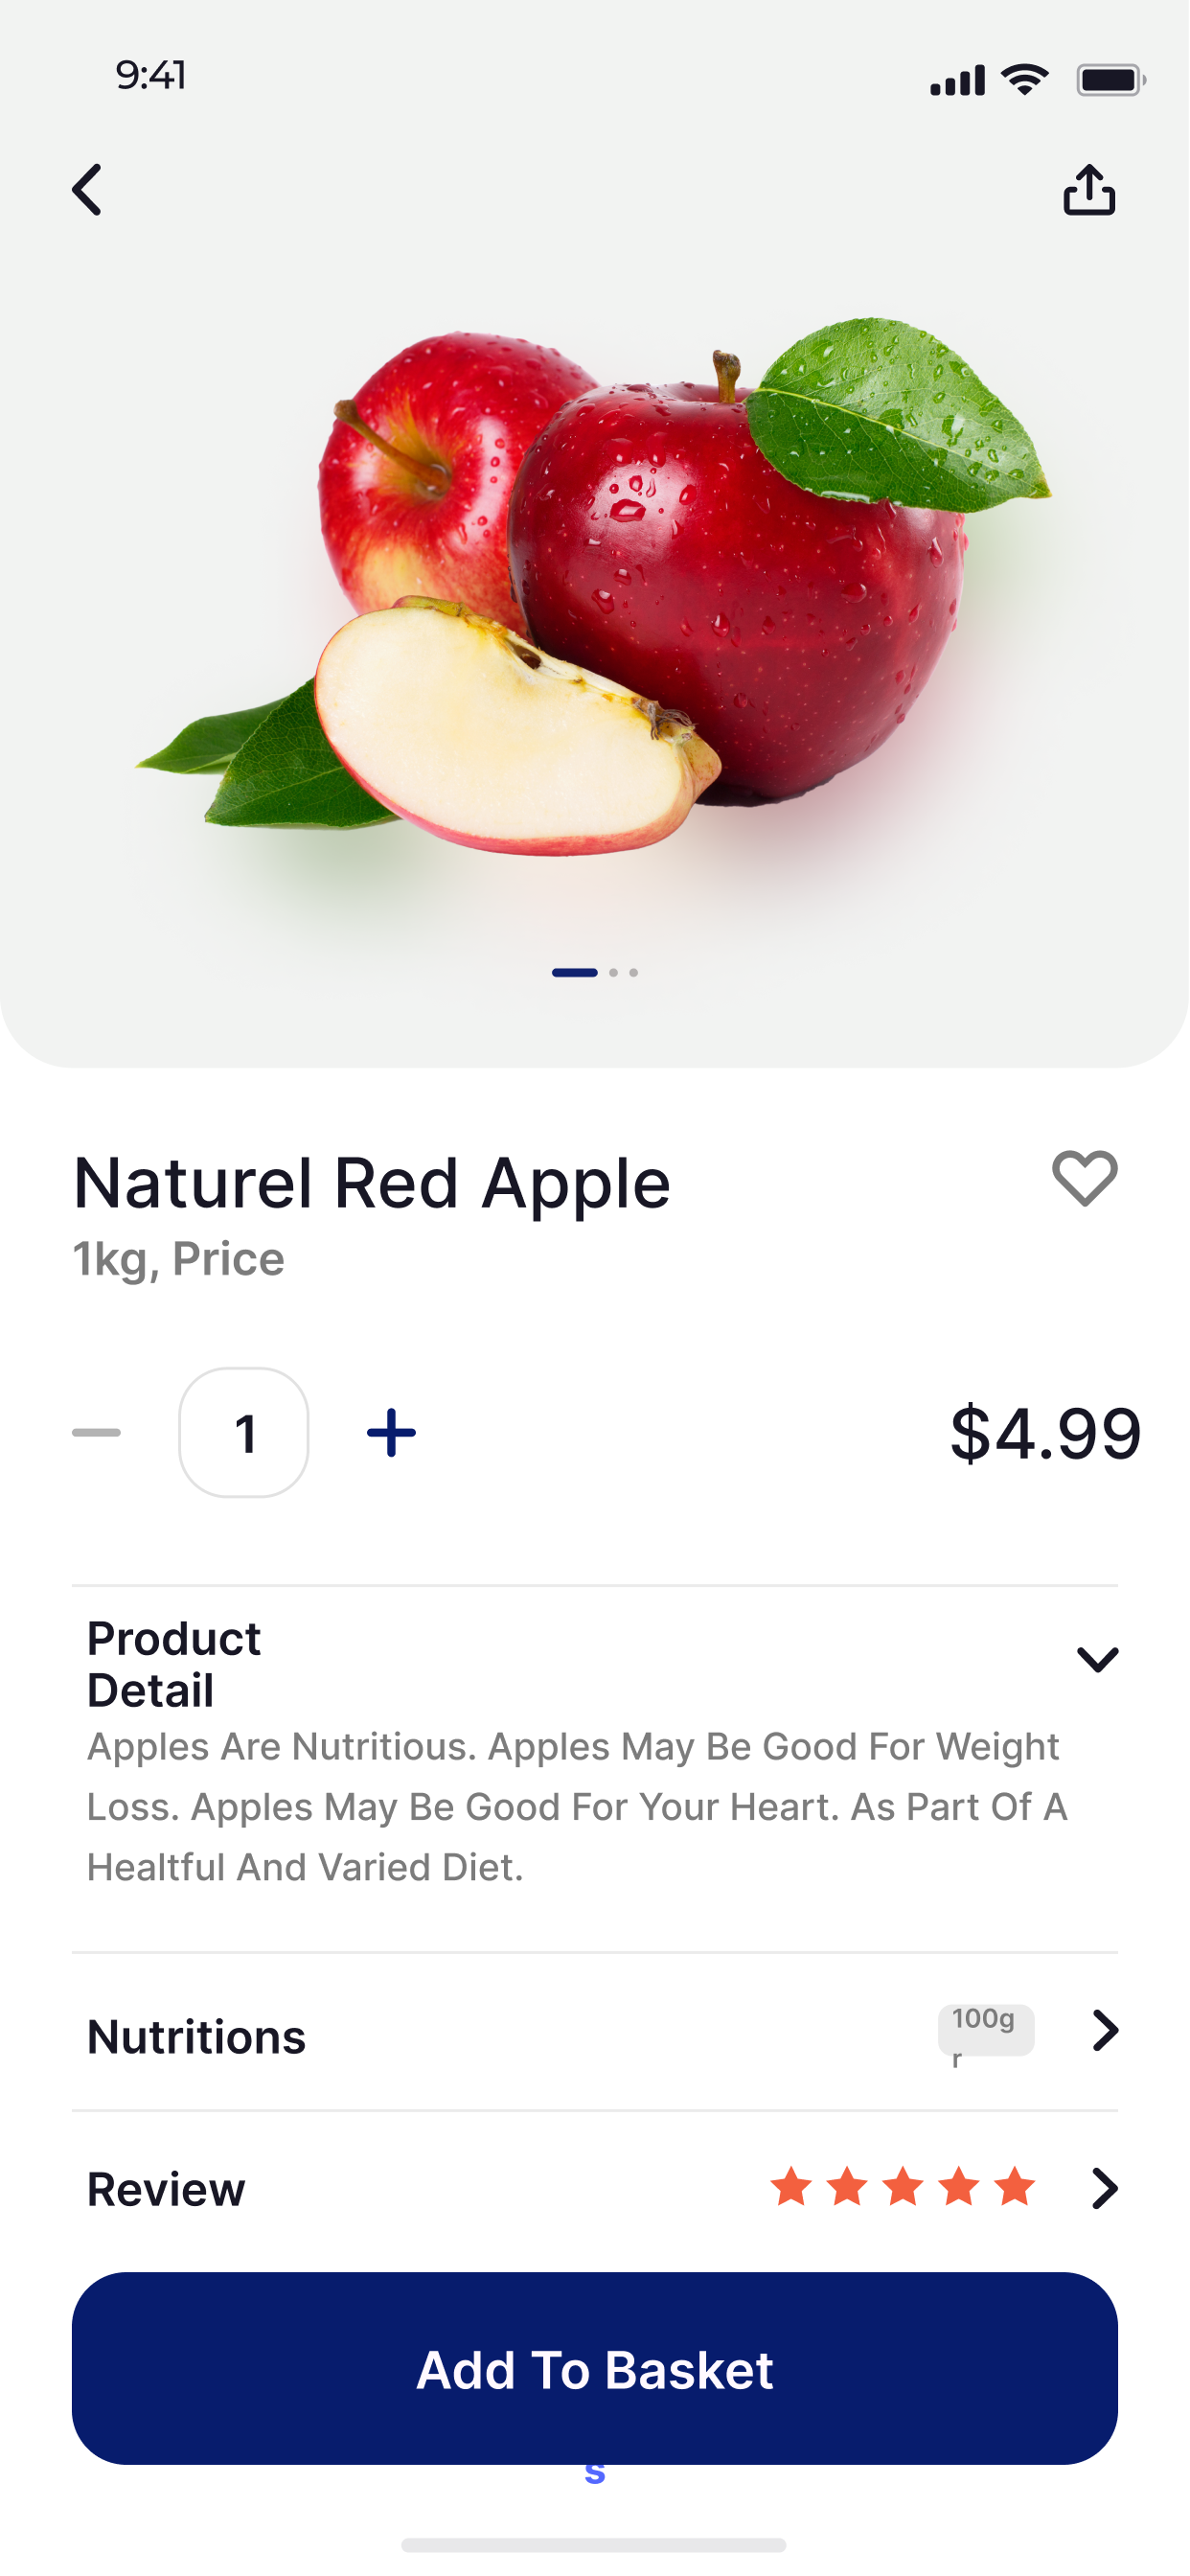 9:41
Naturel Red Apple
1kg, Price
1
$4.99
Product
Detail
Apples Are Nutritious. Apples May Be Good For Weight
Loss. Apples May Be Good For Your Heart. As Part Of A
Healtful And Varied Diet.
Nutritions
100g
r
Review
Add To Basket
s